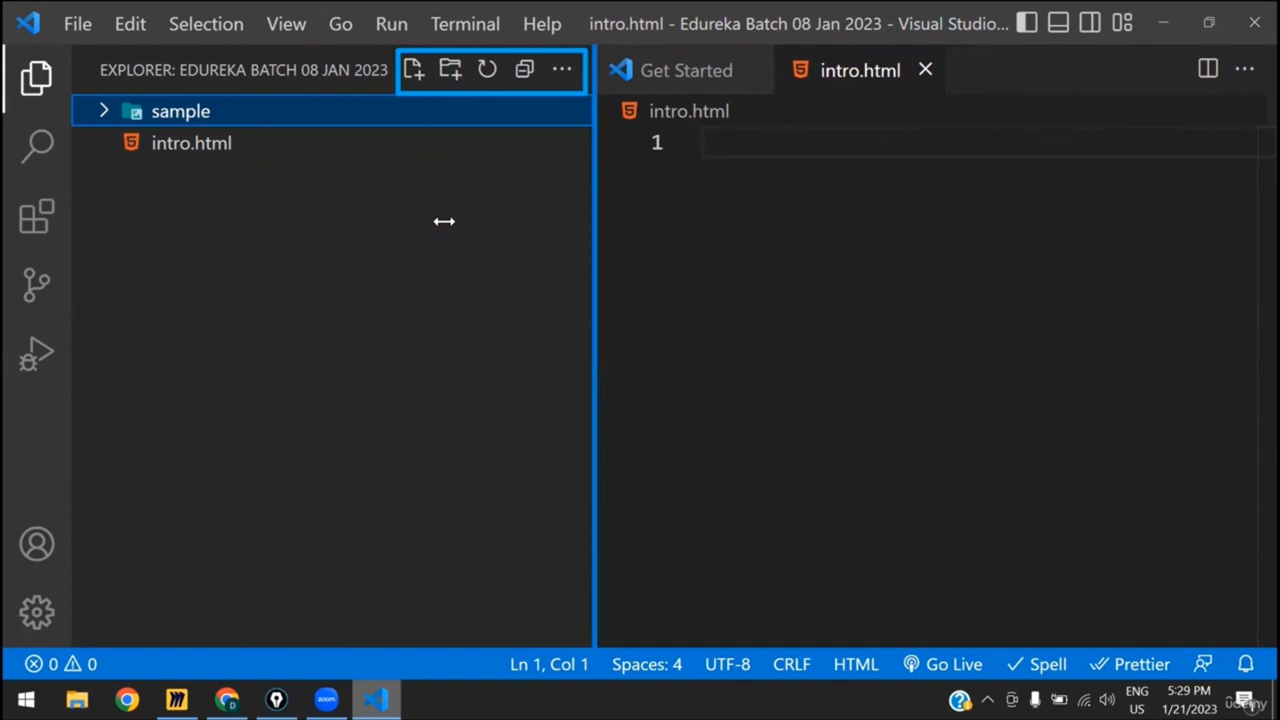 File Edit Selection View Go Run Terminal Help intro.html - Edureka Batch 08 Jan 2023 - Visual Studio...
EXPLORER: EDUREKA BATCH 08 JAN 2023
Get Started
intro.html
sample
intro.html
intro.html
1
0 0
Ln 1, Col 1 Spaces: 4 UTF-8 CRLF HTML Go Live Spell Prettier
zoom
ENG
US
5:29 PM
1/21/2023
udemy